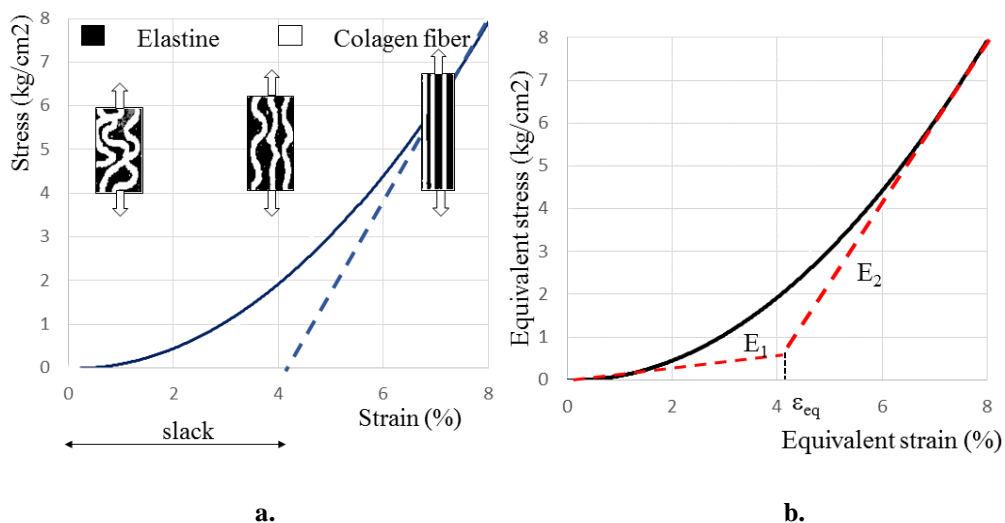 Elastine
Colagen fiber
Stress (kg/cm2)
8
7
6
5
4
3
2
1
0
0
2
4
6
8
Strain (%)
slack
a.
Equivalent stress (kg/cm2)
8
7
6
5
4
3
2
1
0
E2
E1
0
2
4
6
8
εeq
Equivalent strain (%)
b.